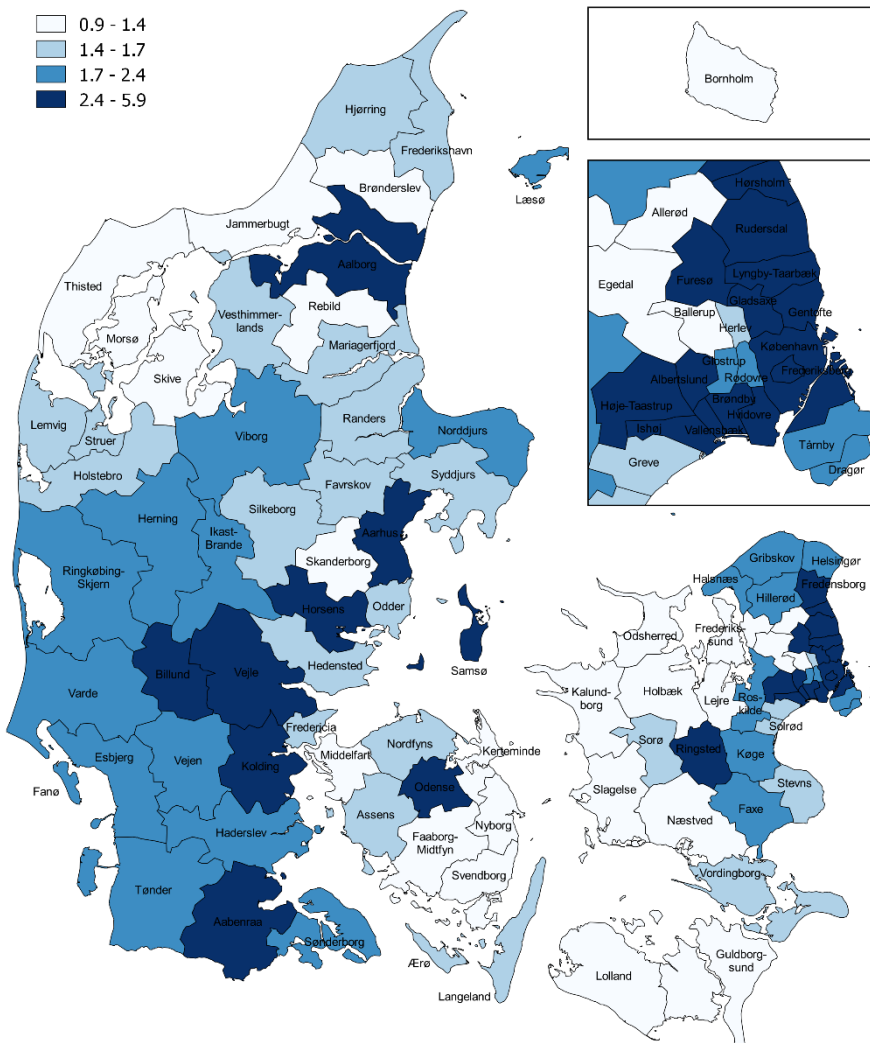 0.9 - 1.4
1.4 - 1.7
1.7 - 2.4
2.4 - 5.9
Bornholm
Hjørring
Frederikshavn
Brønderslev
Læsø
Jammerbugt
Aalborg
Thisted
Vesthimmer-
lands
Rebild
Morsø
Mariagerfjord
Skive
Lemvig
Struer
Holstebro
Viborg
Randers
Norddjurs
Favrskov
Syddjurs
Silkeborg
Herning
Ikast-
Brande
Aarhus
Skanderborg
Ringkøbing-
Skjern
Horsens
Odder
Samsø
Hedensted
Billund
Vejle
Varde
Fredericia
Middelfart
Nordfyns
Kerteminde
Esbjerg
Vejen
Kolding
Fanø
Odense
Assens
Nyborg
Faaborg-
Midtfyn
Haderslev
Svendborg
Tønder
Aabenraa
Sønderborg
Ærø
Langeland
Hørsholm
Allerød
Rudersdal
Egedal
Furesø
Lyngby-Taarbæk
Gladsaxe
Gentofte
Ballerup
Herlev
København
Glostrup
Frederiksberg
Albertslund
Rødovre
Høje-Taastrup
Brøndby
Hvidovre
Ishøj
Vallensbæk
Tårnby
Greve
Dragør
Gribskov
Helsingør
Halsnæs
Fredensborg
Hillerød
Odsherred
Frederiks-
sund
Kalund-
borg
Holbæk
Lejre
Ros-
kilde
Solrød
Sorø
Ringsted
Køge
Stevns
Slagelse
Næstved
Faxe
Vordingborg
Guldborg-
sund
Lolland